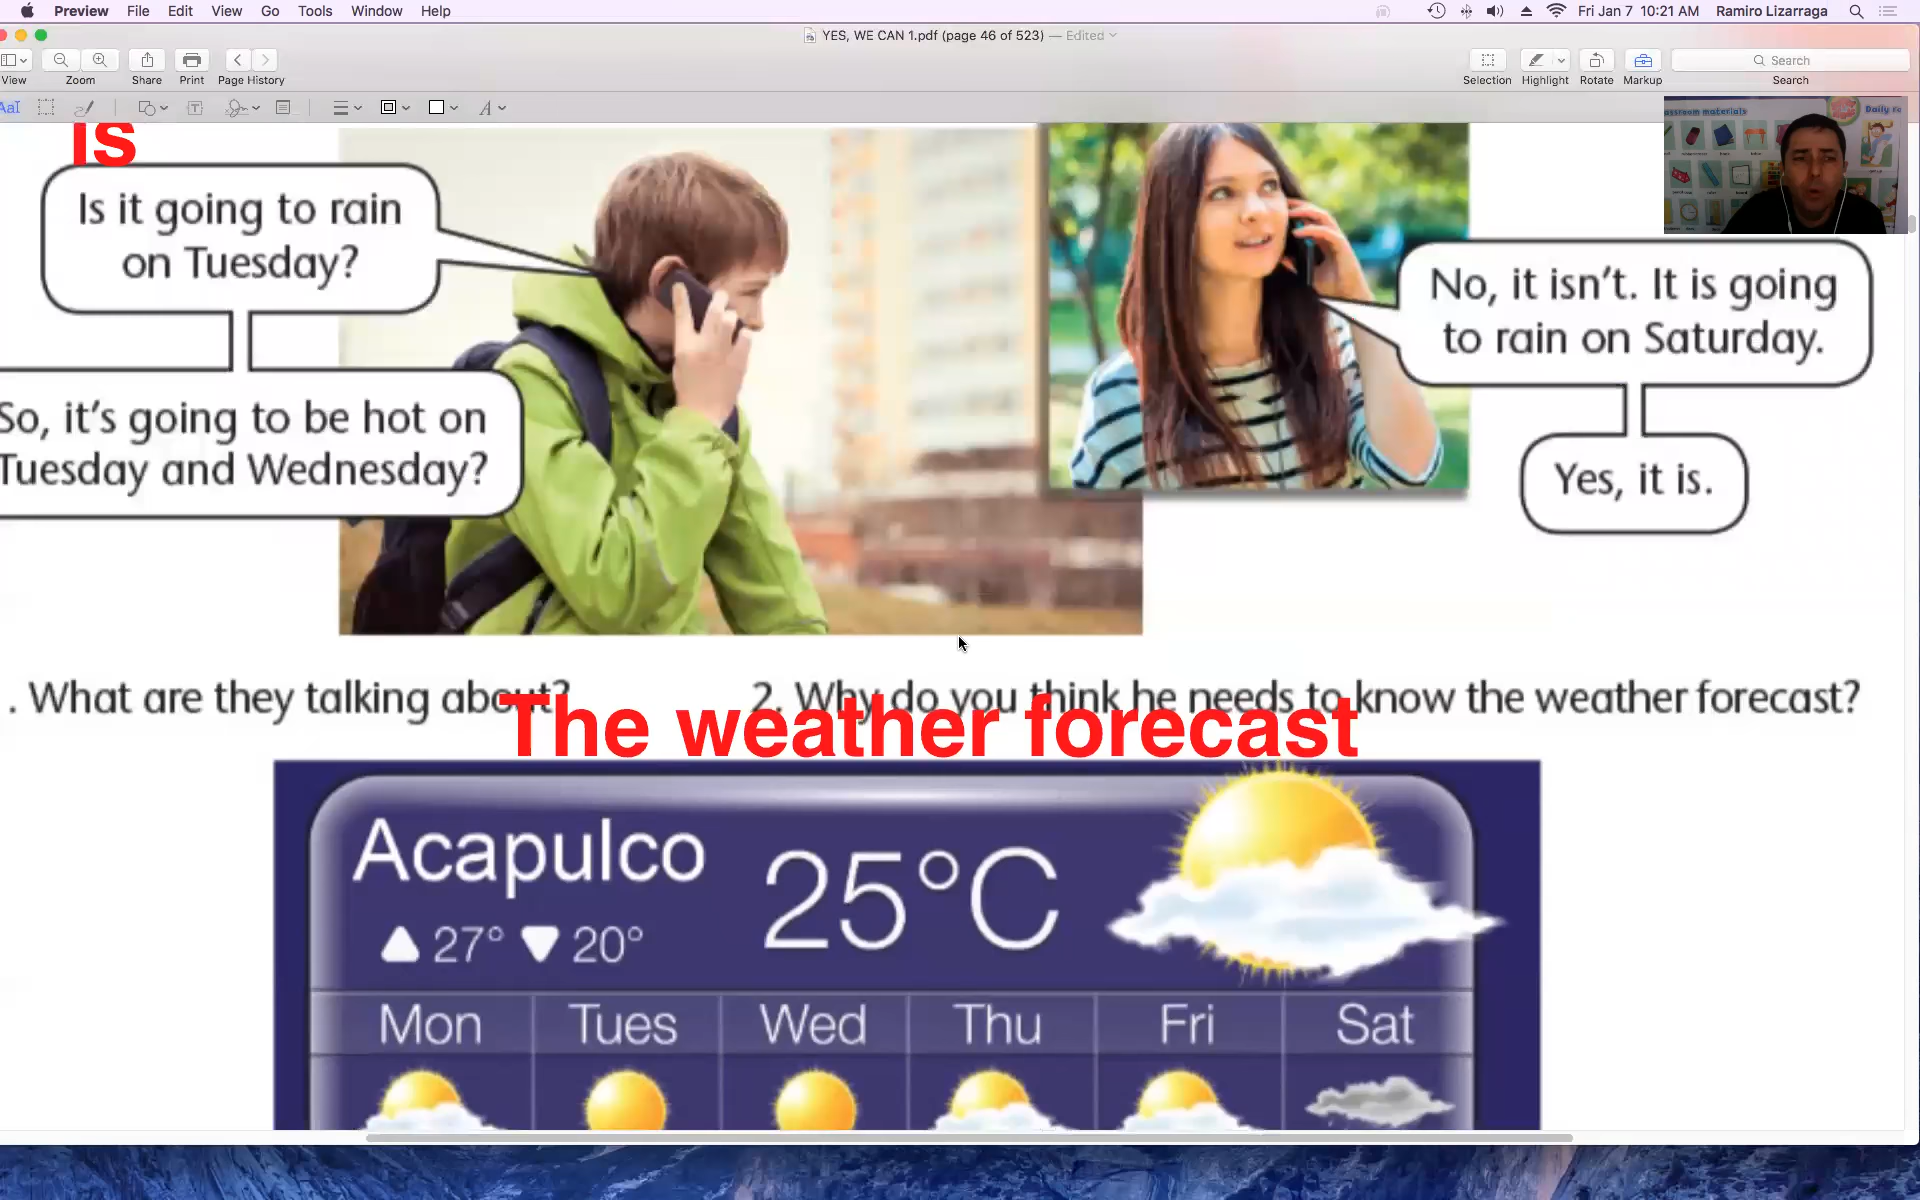 Preview File Edit View Go Tools Window Help
Fri Jan 7 10:21 AM Ramiro Lizarraga
YES, WE CAN 1.pdf (page 46 of 523) — Edited
View Zoom Share Print Page History
Selection Highlight Rotate Markup Search
Search
AaI
A
is
Is it going to rain
on Tuesday?
So, it's going to be hot on
Tuesday and Wednesday?
No, it isn't. It is going
to rain on Saturday.
Yes, it is.
. What are they talking about?
2. Why do you think he needs to know the weather forecast?
The weather forecast
Acapulco
25°C
27° 20°
Mon Tues Wed Thu Fri Sat